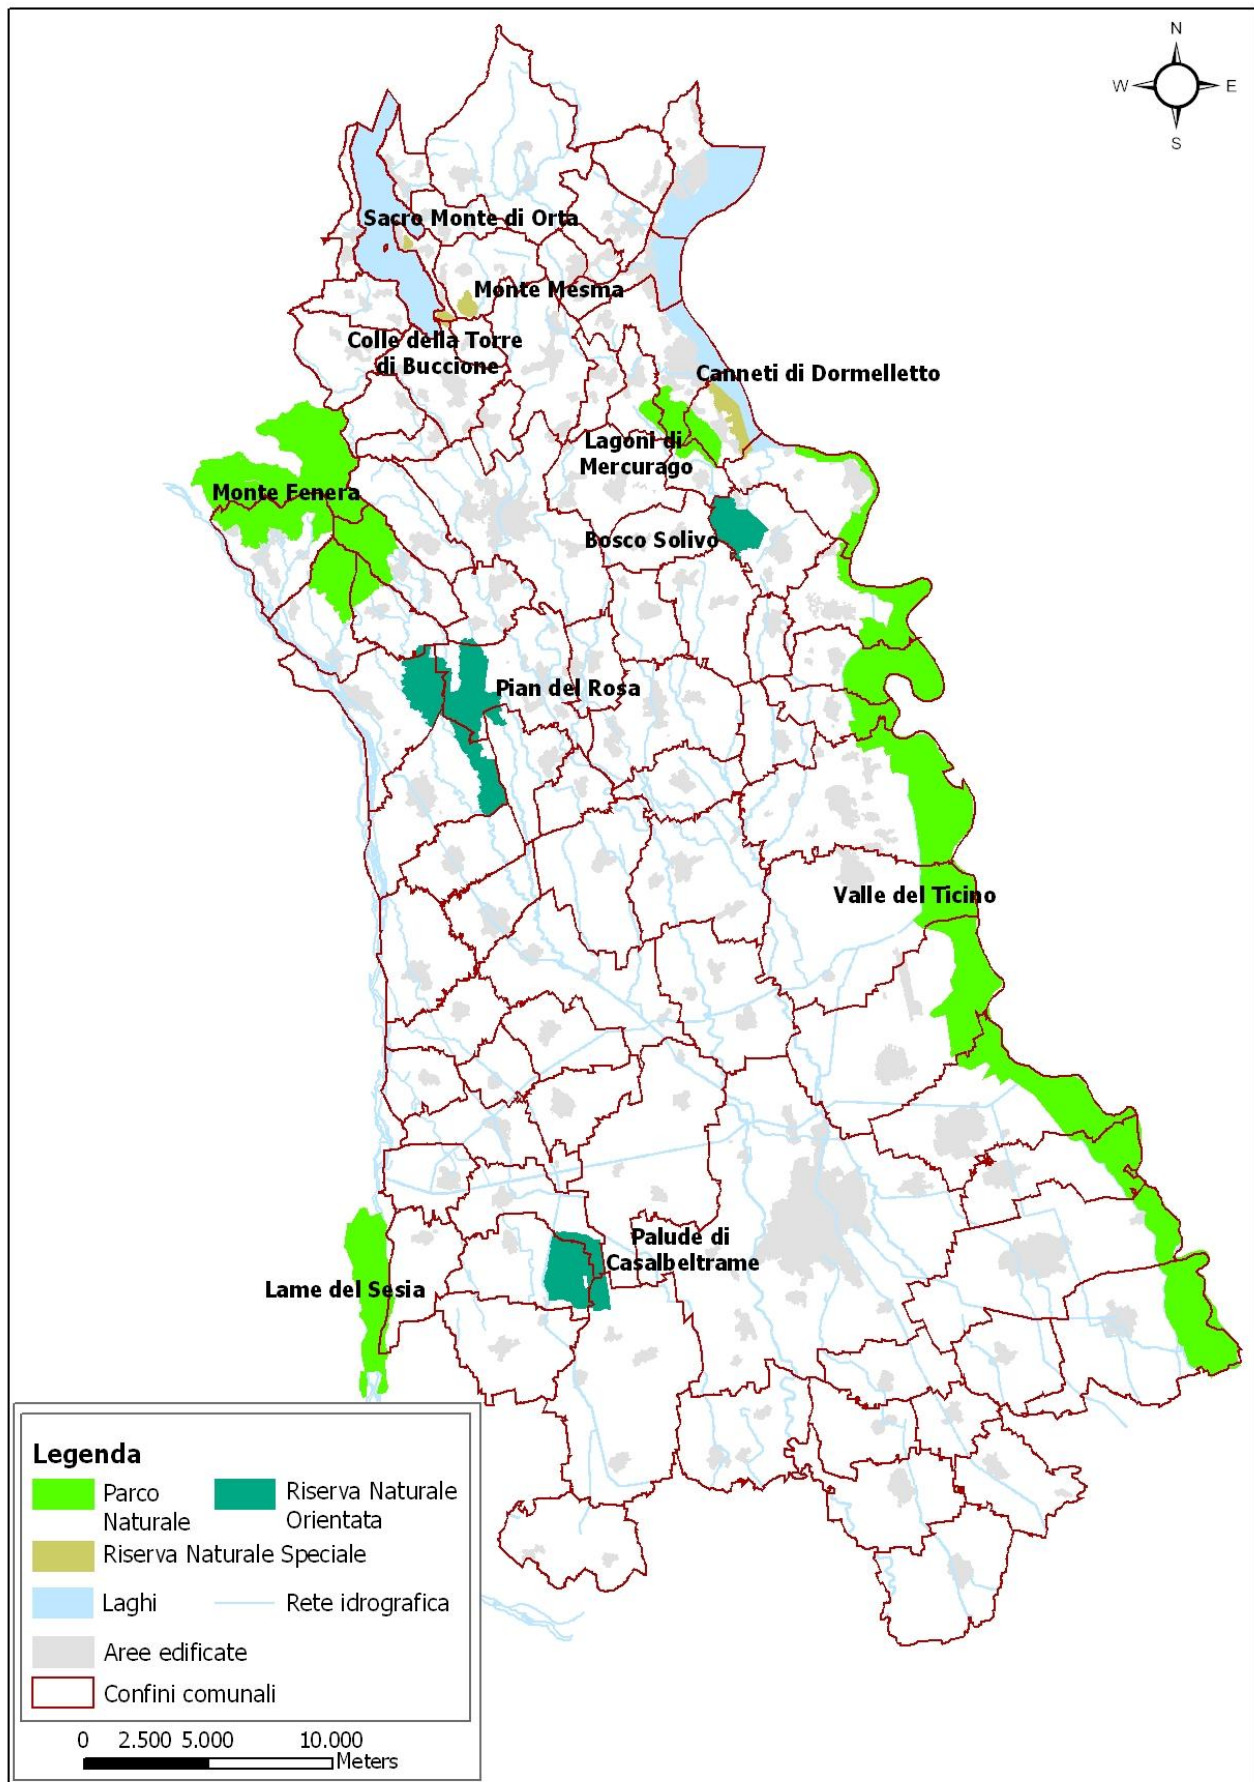 N
W
E
S
Sacro Monte di Orta
Monte Mesma
Colle della Torre
di Buccione
Canneti di Dormelletto
Lagoni di
Mercurago
Monte Fenera
Bosco Solivo
Pian del Rosa
Valle del Ticino
Palude di
Casalbeltrame
Lame del Sesia
Legenda
Parco
Naturale
Riserva Naturale
Orientata
Riserva Naturale Speciale
Laghi
Rete idrografica
Aree edificate
Confini comunali
0 2.500 5.000 10.000
Meters